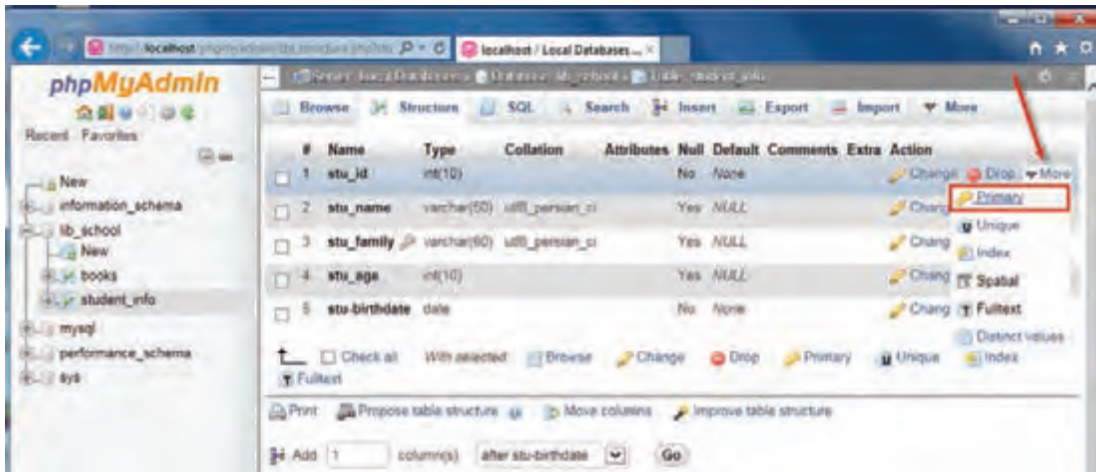 localhost
localhost / Local Databases ...
phpMyAdmin
Recent Favorites
New
information_schema
lib_school
New
books
student_info
mysql
performance_schema
sys
Browse Structure SQL Search Insert Export Import More
# Name Type Collation Attributes Null Default Comments Extra Action
1 stu_id int(10) No None Change Drop More
2 stu_name varchar(50) utf8_persian_ci Yes NULL Chang
3 stu_family varchar(60) utf8_persian_ci Yes NULL Chang
4 stu_age int(10) Yes NULL Chang
5 stu-birthdate date No None Chang
Primary
Unique
Index
Spatial
Fulltext
Distinct values
Check all With selected: Browse Change Drop Primary Unique Index
Fulltext
Print Propose table structure Move columns Improve table structure
Add 1 column(s) after stu-birthdate Go